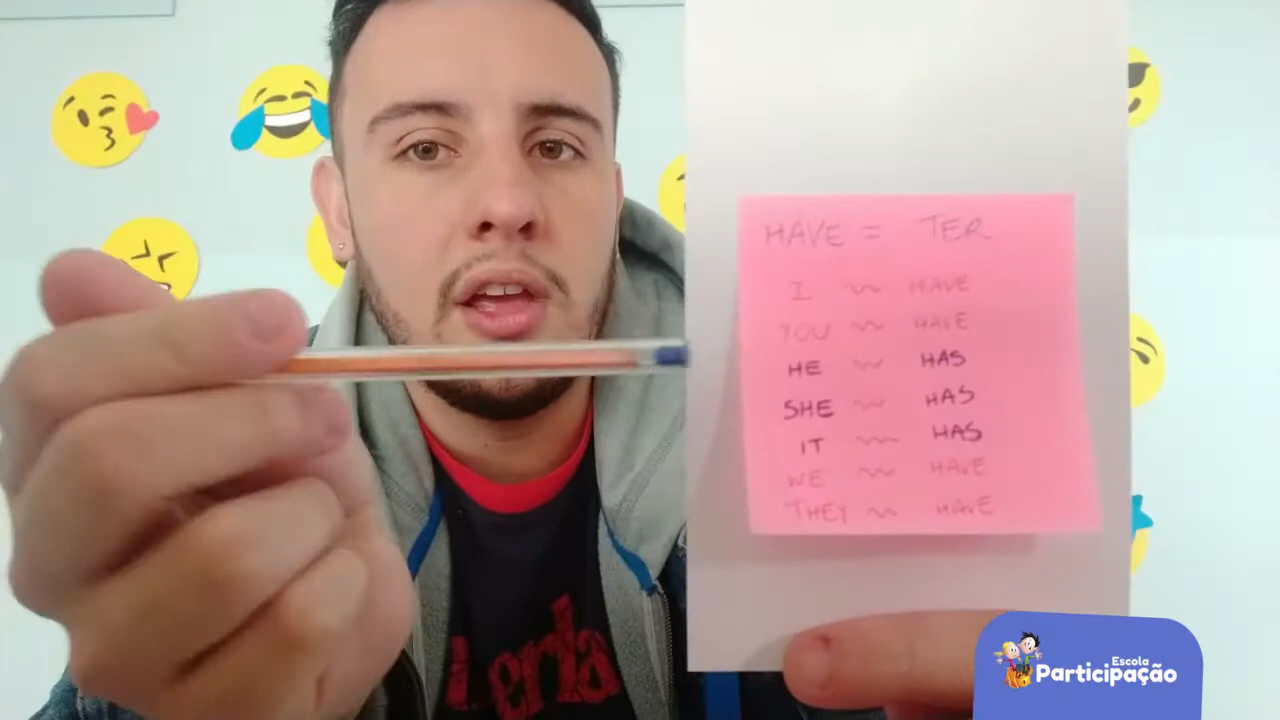 HAVE = TER
I ~ HAVE
YOU ~ HAVE
HE ~ HAS
SHE ~ HAS
IT ~ HAS
WE ~ HAVE
THEY ~ HAVE
Escola
Participação